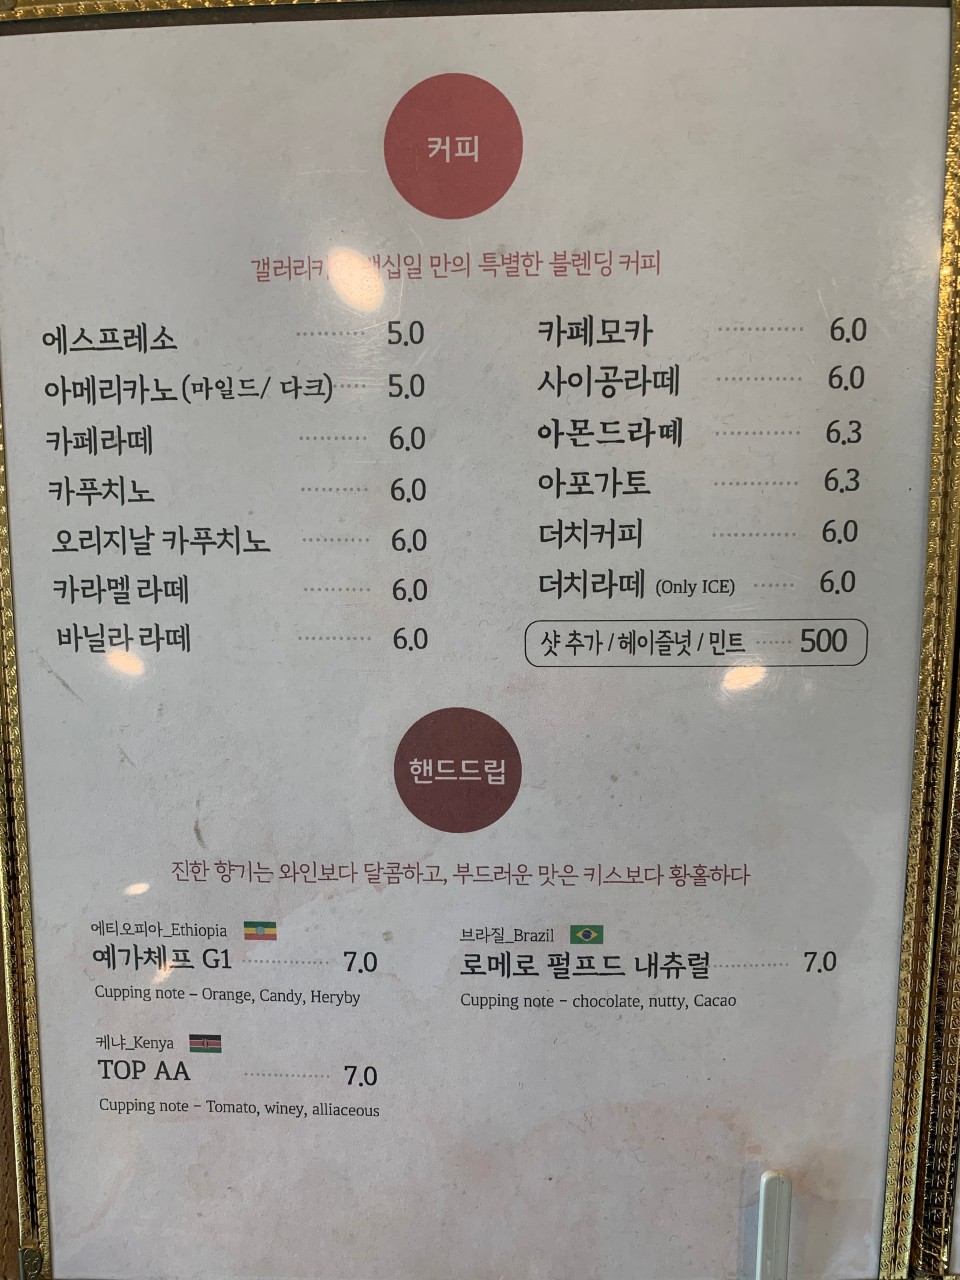 커피
갤러리카 십일 만의 특별한 블렌딩 커피
에스프레소 5.0
아메리카노(마일드/ 다크) 5.0
카페라떼 6.0
카푸치노 6.0
오리지날 카푸치노 6.0
카라멜 라떼 6.0
바닐라 라떼 6.0
카페모카 6.0
사이공라떼 6.0
아몬드라떼 6.3
아포가토 6.3
더치커피 6.0
더치라떼 (Only ICE) 6.0
샷 추가 / 헤이즐넛 / 민트 500
핸드드립
진한 향기는 와인보다 달콤하고, 부드러운 맛은 키스보다 황홀하다
에티오피아_Ethiopia
예가체프 G1 7.0
Cupping note – Orange, Candy, Heryby
브라질_Brazil
로메로 펄프드 내츄럴 7.0
Cupping note – chocolate, nutty, Cacao
케냐_Kenya
TOP AA 7.0
Cupping note – Tomato, winey, alliaceous